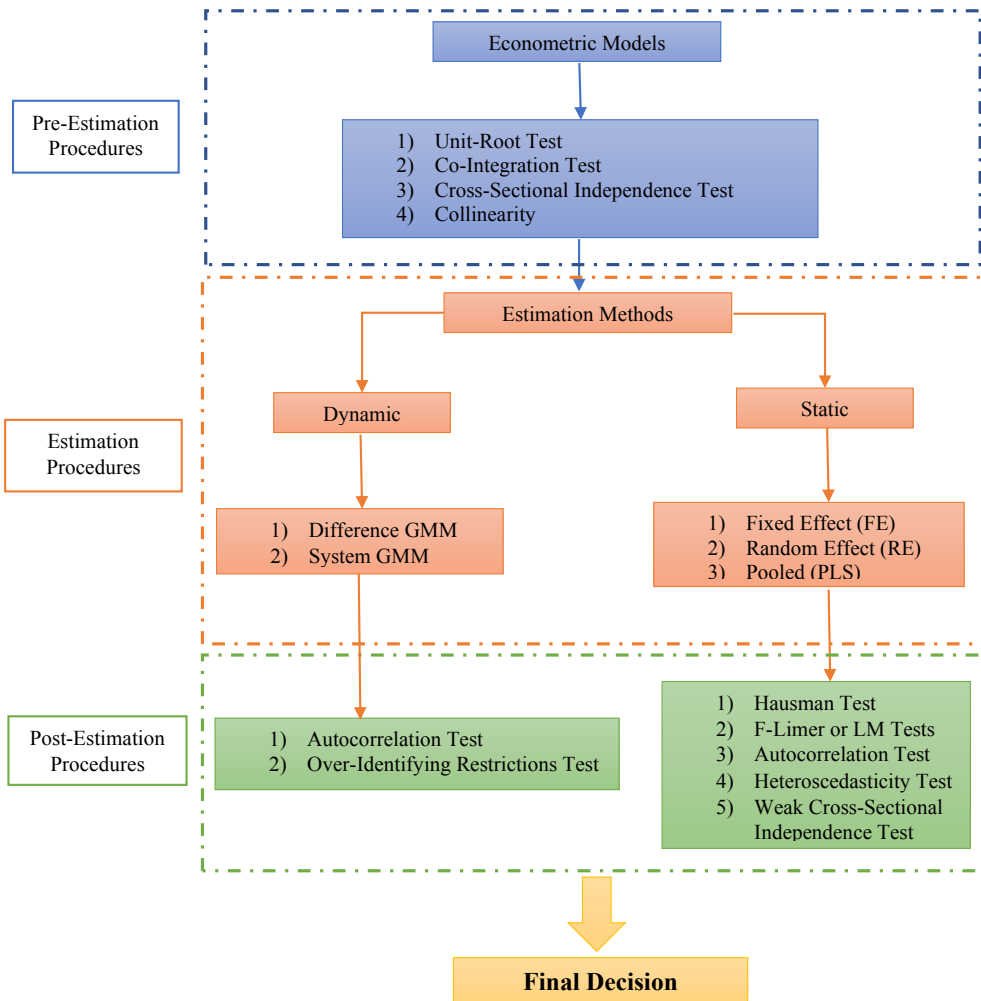 Econometric Models
Pre-Estimation
Procedures
1) Unit-Root Test
2) Co-Integration Test
3) Cross-Sectional Independence Test
4) Collinearity
Estimation Methods
Dynamic
Static
Estimation
Procedures
1) Difference GMM
2) System GMM
1) Fixed Effect (FE)
2) Random Effect (RE)
3) Pooled (PLS)
Post-Estimation
Procedures
1) Autocorrelation Test
2) Over-Identifying Restrictions Test
1) Hausman Test
2) F-Limer or LM Tests
3) Autocorrelation Test
4) Heteroscedasticity Test
5) Weak Cross-Sectional
Independence Test
Final Decision